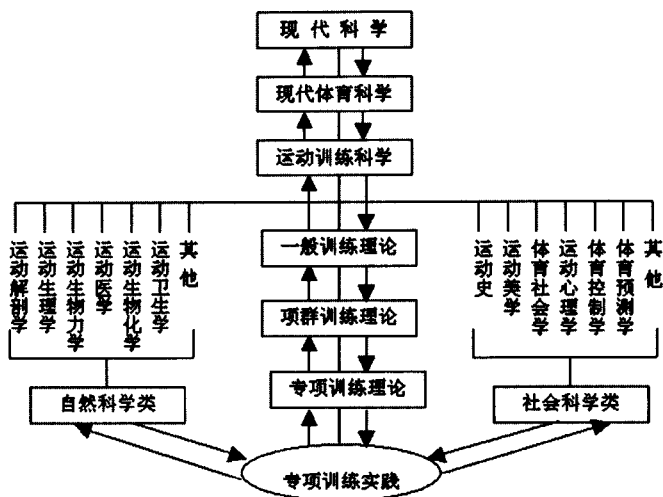 现代科学
现代体育科学
运动训练科学
一般训练理论
项群训练理论
专项训练理论
专项训练实践
运动解剖学
运动生理学
运动生物力学
运动医学
运动生物化学
运动卫生学
其他
自然科学类
运动史
运动美学
体育社会学
运动心理学
体育控制学
体育预测学
其他
社会科学类